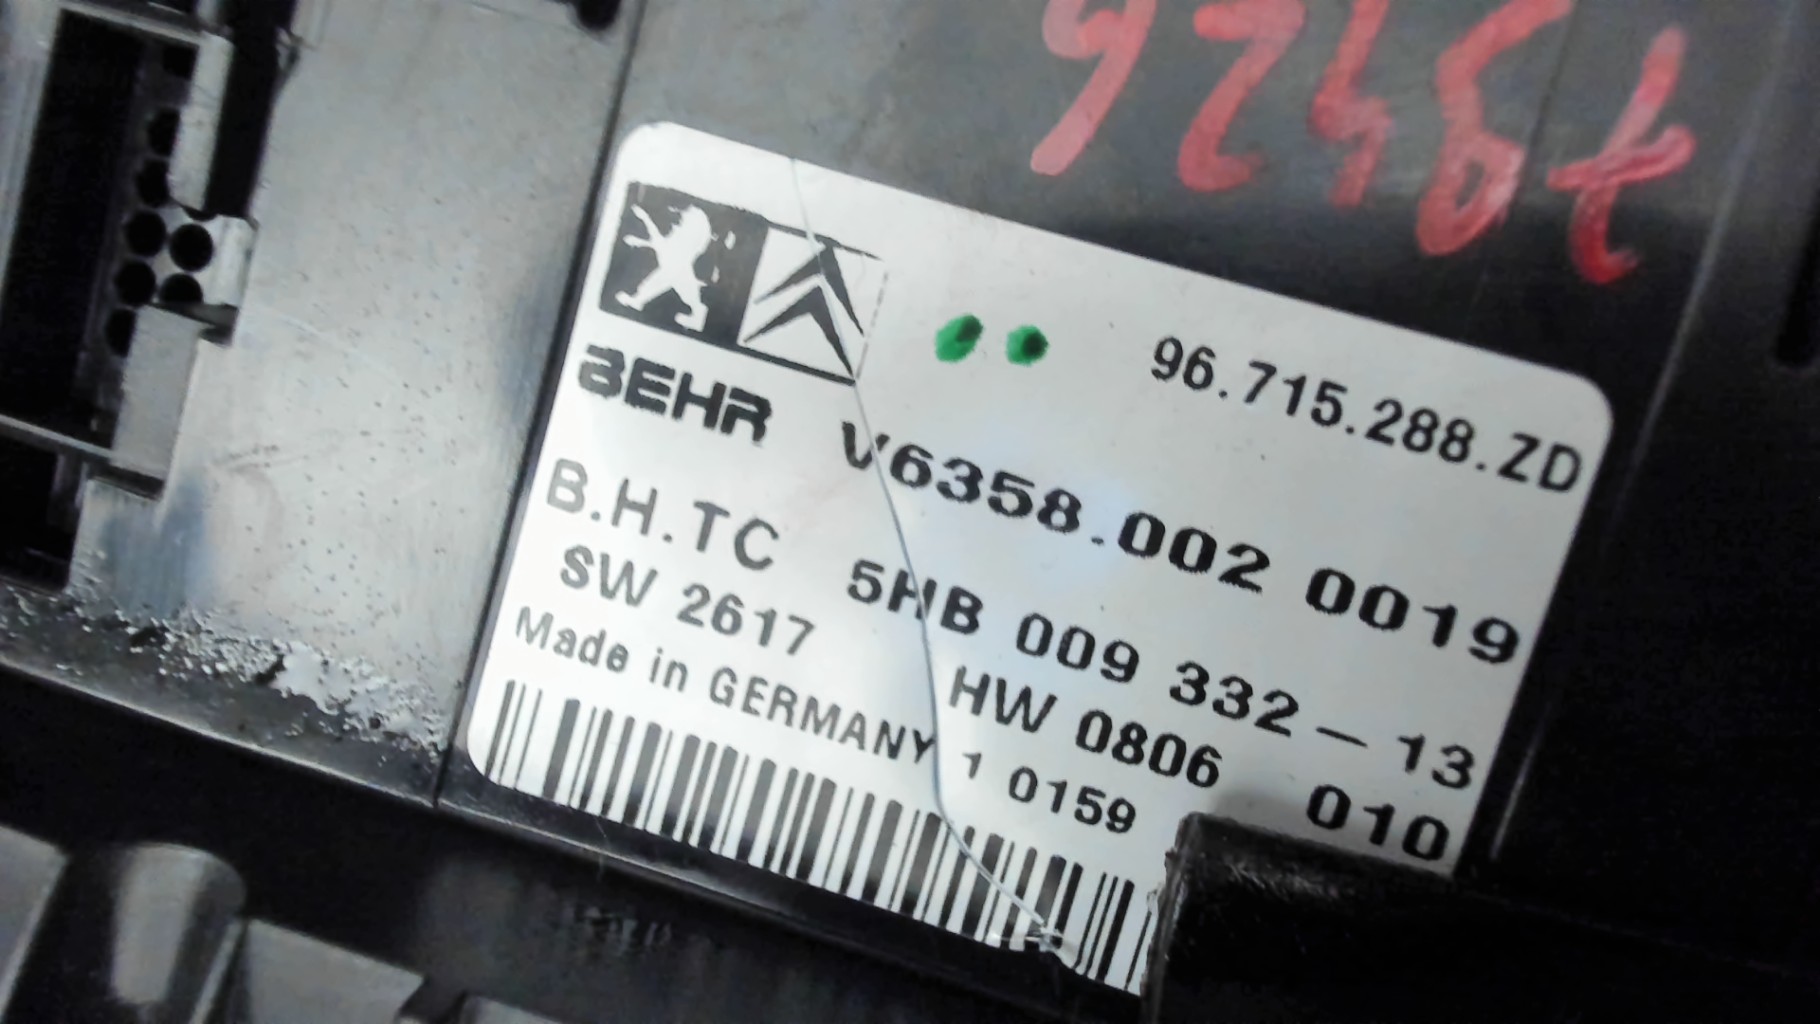 96.715.288.ZD
BEHR V6358.002 0019
B.H.TC 5HB 009 332-13
SW 2617 HW 0806 010
Made in GERMANY 1 0159